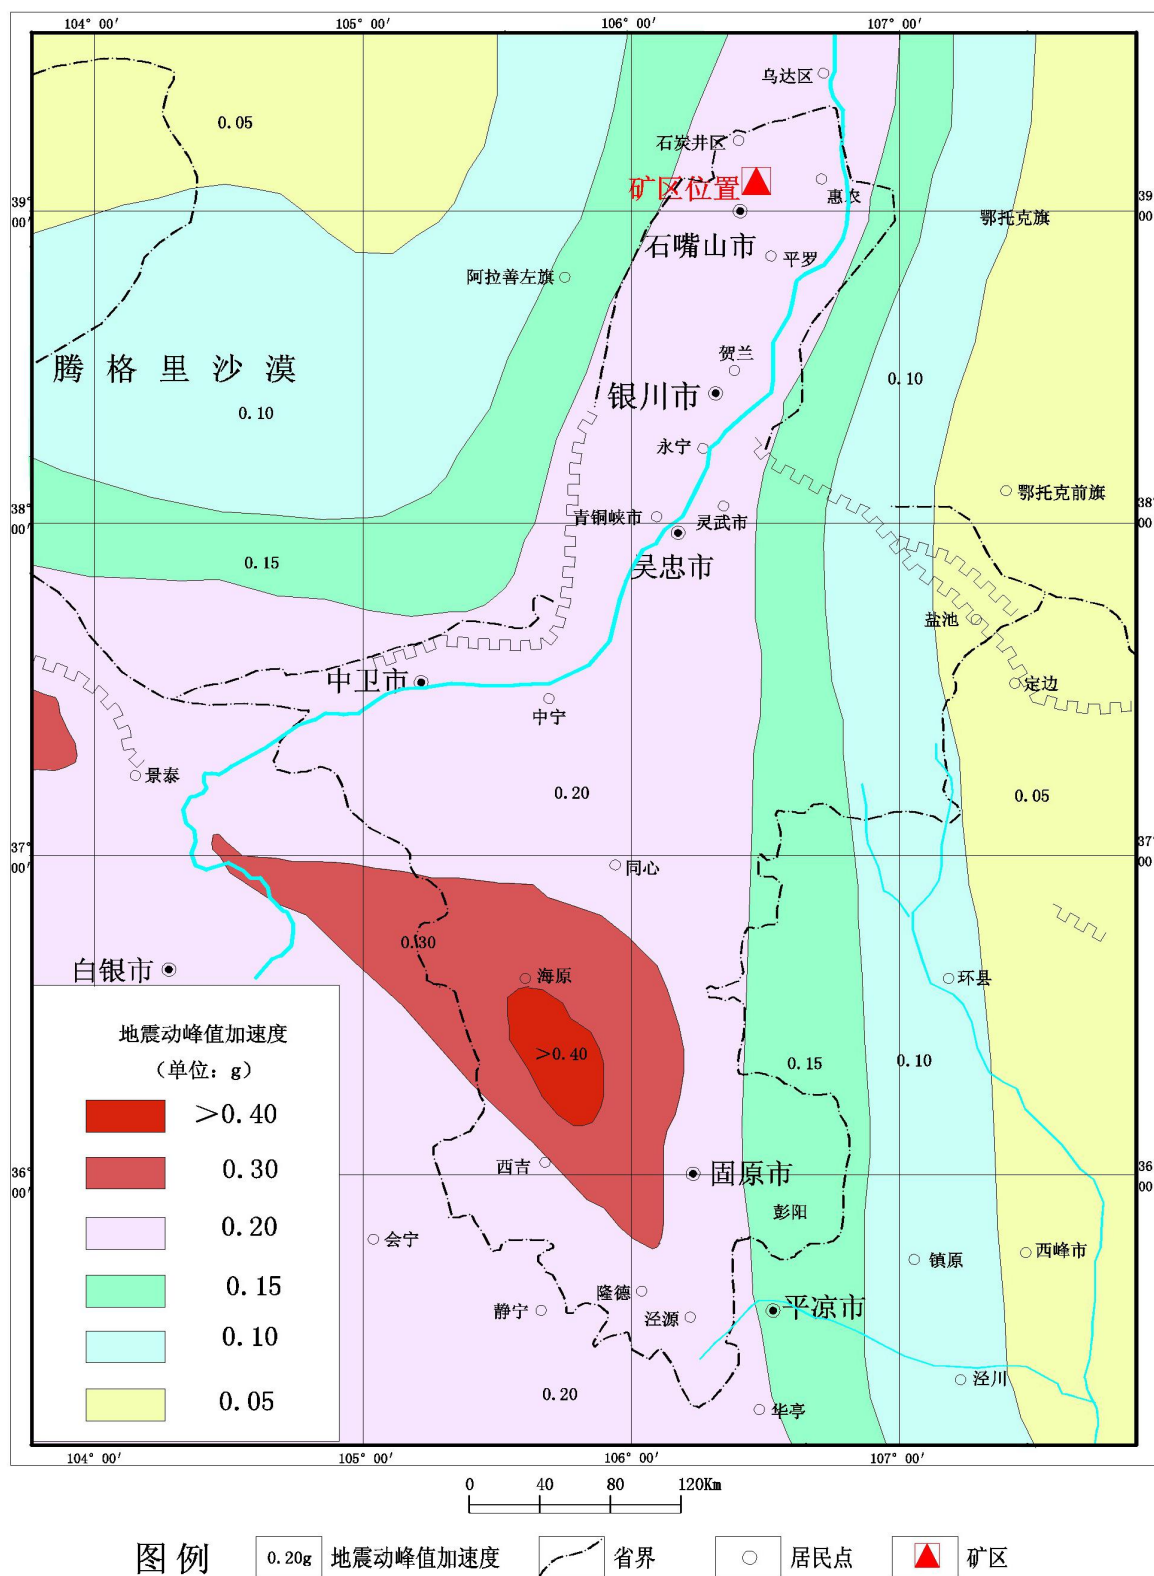 104° 00′
105° 00′
106° 00′
107° 00′
乌达区
0.05
石炭井区
矿区位置
惠农
39°
00′
39°
00′
鄂托克旗
石嘴山市
平罗
阿拉善左旗
贺兰
腾格里沙漠
0.10
银川市
0.10
永宁
鄂托克前旗
青铜峡市
灵武市
38°
00′
38°
00′
0.15
吴忠市
盐池
中卫市
定边
中宁
景泰
0.20
0.05
37°
00′
37°
00′
同心
0.30
白银市
海原
环县
地震动峰值加速度
(单位: g)
>0.40
0.30
0.20
0.15
0.10
0.05
>0.40
0.15
0.10
西吉
固原市
36°
00′
36°
00′
彭阳
会宁
镇原
西峰市
隆德
静宁
泾源
平凉市
泾川
0.20
华亭
104° 00′
105° 00′
106° 00′
107° 00′
0 40 80 120Km
图例
0.20g 地震动峰值加速度
省界
居民点
矿区